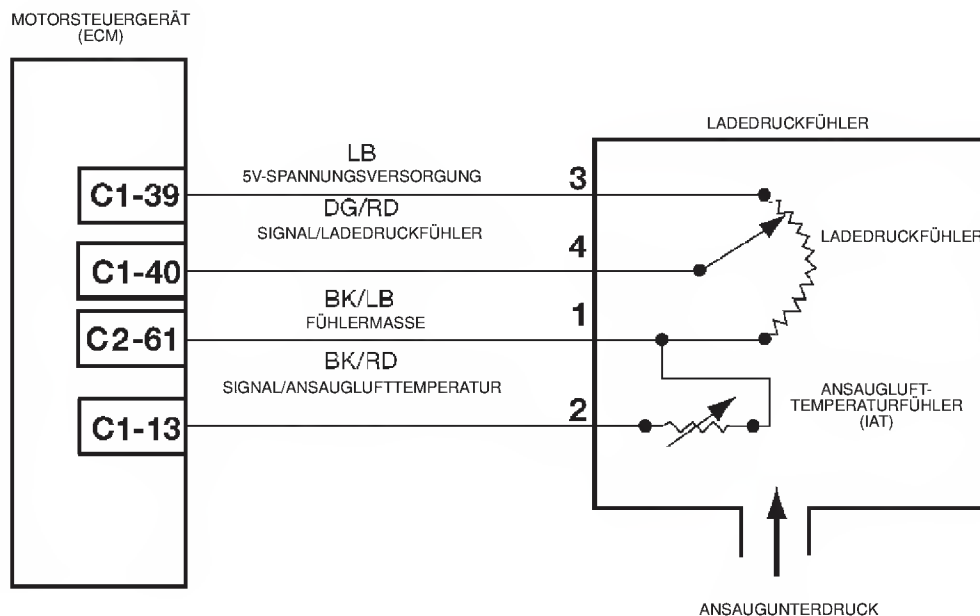 MOTORSTEUERGERÄT
(ECM)
LADEDRUCKFÜHLER
C1-39
LB
5V-SPANNUNGSVERSORGUNG
3
DG/RD
SIGNAL/LADEDRUCKFÜHLER
C1-40
4
LADEDRUCKFÜHLER
C2-61
BK/LB
FÜHLERMASSE
1
BK/RD
SIGNAL/ANSAUGLUFTTEMPERATUR
C1-13
2
ANSAUGLUFT-
TEMPERATURFÜHLER
(IAT)
ANSAUGUNTERDRUCK